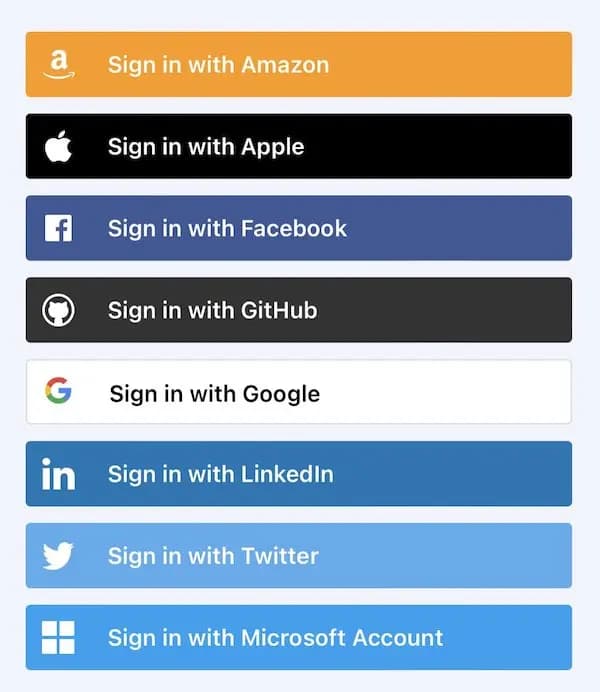 Sign in with Amazon
Sign in with Apple
Sign in with Facebook
Sign in with GitHub
Sign in with Google
Sign in with LinkedIn
Sign in with Twitter
Sign in with Microsoft Account